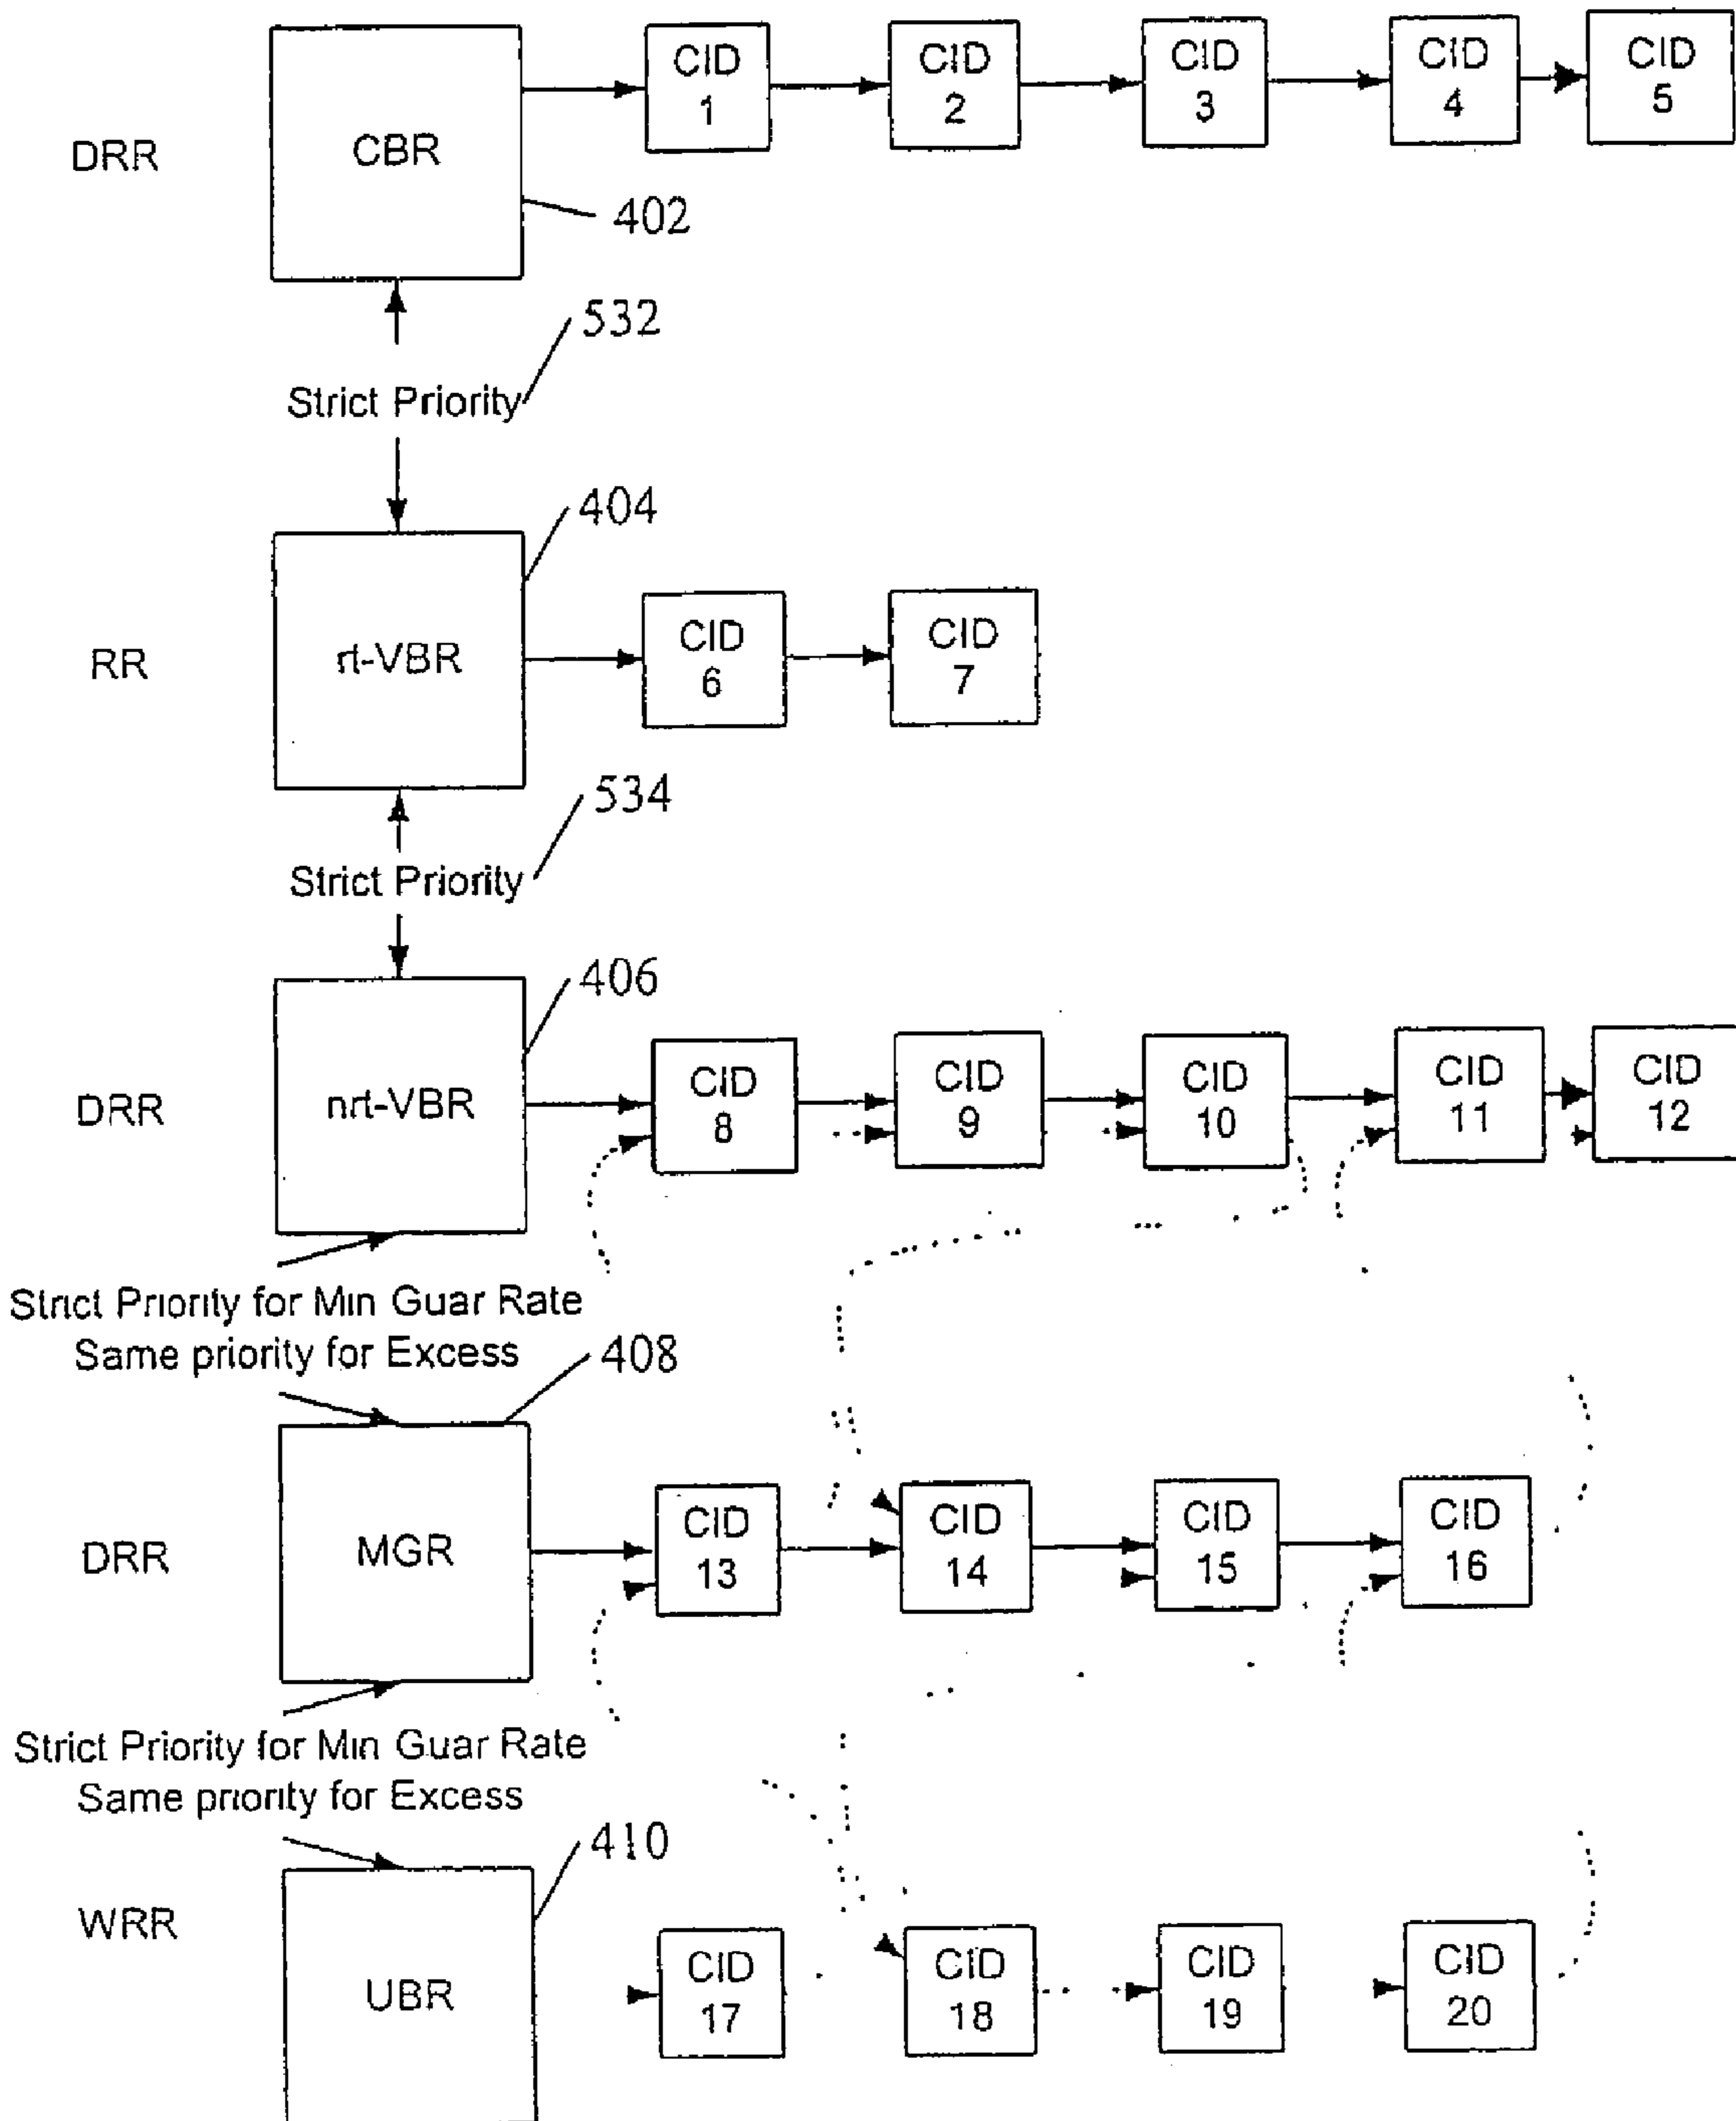 CID 1
CID 2
CID 3
CID 4
CID 5
DRR
CBR
402
532
Strict Priority
404
RR
rt-VBR
CID 6
CID 7
534
Strict Priority
406
DRR
nrt-VBR
CID 8
CID 9
CID 10
CID 11
CID 12
Strict Priority for Min Guar Rate
Same priority for Excess
408
DRR
MGR
CID 13
CID 14
CID 15
CID 16
Strict Priority for Min Guar Rate
Same priority for Excess
410
WRR
UBR
CID 17
CID 18
CID 19
CID 20